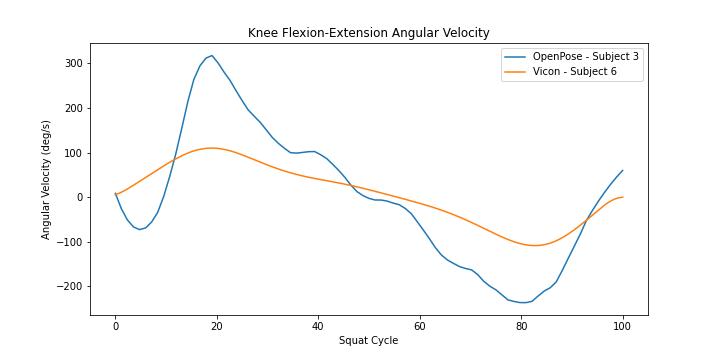 Knee Flexion-Extension Angular Velocity
OpenPose - Subject 3
Vicon - Subject 6
300
200
100
0
−100
−200
Angular Velocity (deg/s)
0 20 40 60 80 100
Squat Cycle